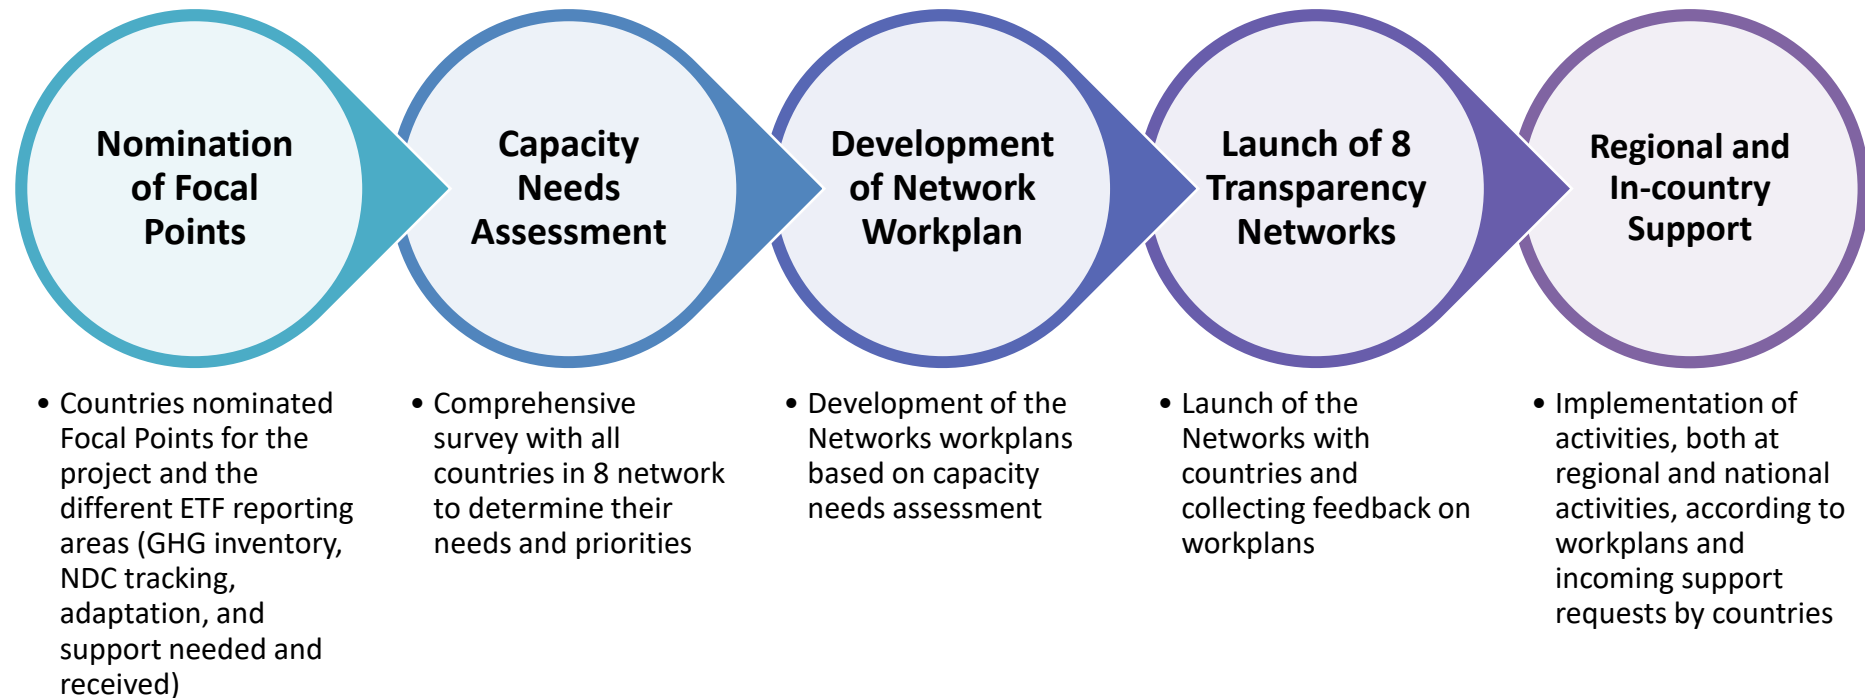 Nomination
of Focal
Points
Capacity
Needs
Assessment
Development
of Network
Workplan
Launch of 8
Transparency
Networks
Regional and
In-country
Support
• Countries nominated
Focal Points for the
project and the
different ETF reporting
areas (GHG inventory,
NDC tracking,
adaptation, and
support needed and
received)
• Comprehensive
survey with all
countries in 8 network
to determine their
needs and priorities
• Development of the
Networks workplans
based on capacity
needs assessment
• Launch of the
Networks with
countries and
collecting feedback on
workplans
• Implementation of
activities, both at
regional and national
activities, according to
workplans and
incoming support
requests by countries